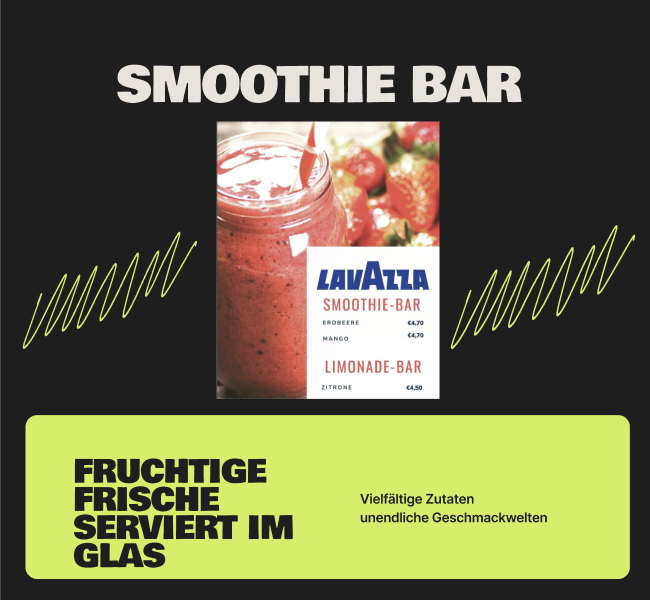 SMOOTHIE BAR
LAVAZZA
SMOOTHIE-BAR
ERDBEERE €4,70
MANGO €4,70
LIMONADE-BAR
ZITRONE €4,50
FRUCHTIGE
FRISCHE
SERVIERT IM
GLAS
Vielfältige Zutaten
unendliche Geschmackwelten